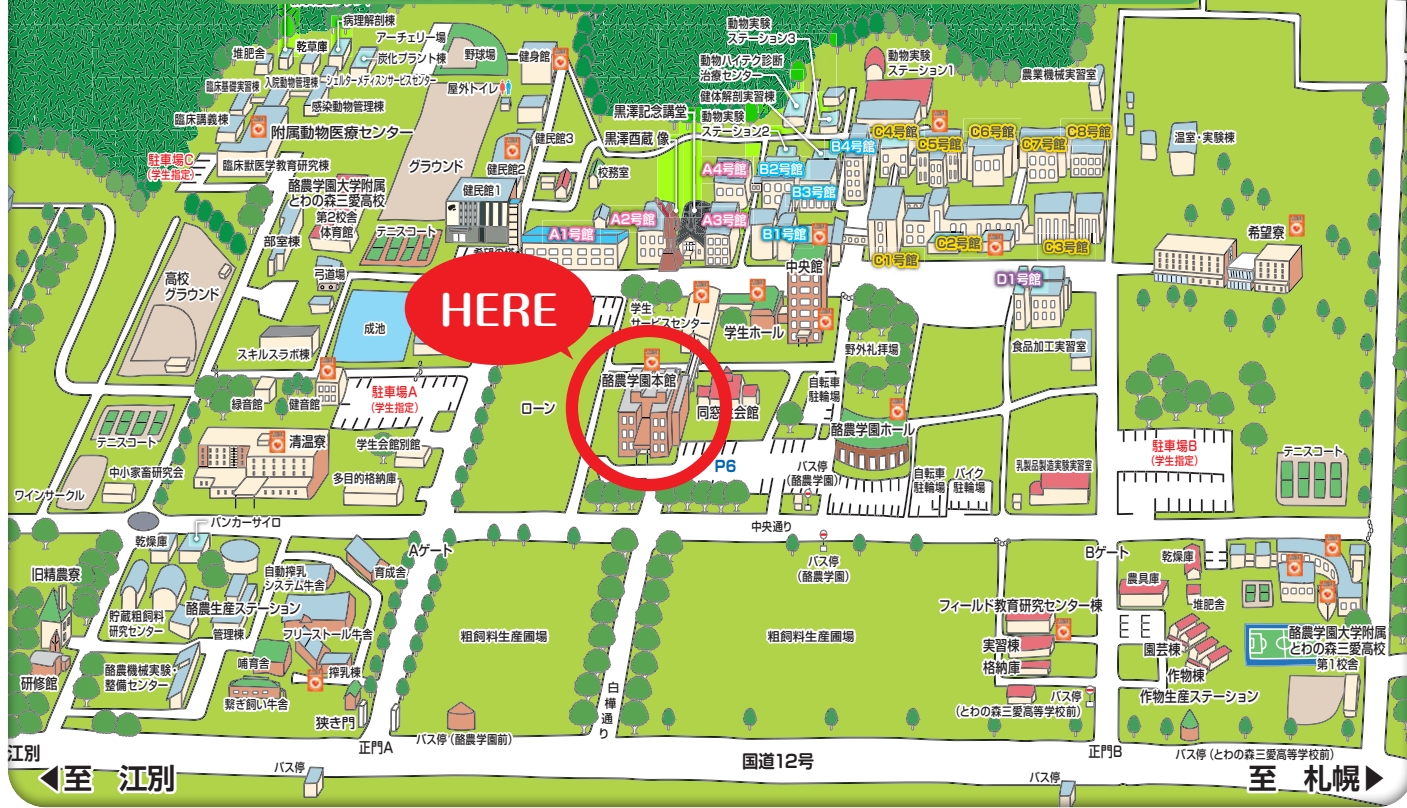 病理解剖棟
乾草庫
堆肥舎
アーチェリー場
炭化プラント棟
野球場
健身館
動物実験
ステーション3
動物ハイテク診断
治療センター
健体解剖実習棟
動物実験
ステーション1
農業機械実習室
臨床基礎実習棟
入院動物管理棟
シェルターメディスンサービスセンター
屋外トイレ
感染動物管理棟
臨床講義棟
附属動物医療センター
黒澤記念講堂
動物実験
ステーション2
黒澤酉蔵 像
健民館3
C4号館
C5号館
C6号館
C7号館
C8号館
温室・実験棟
駐車場C
(学生指定)
臨床獣医学教育研究棟
グラウンド
健民館2
校務室
A4号館
B2号館
B4号館
健民館1
B3号館
酪農学園大学附属
とわの森三愛高校
第2校舎
体育館
テニスコート
部室棟
A1号館
A2号館
A3号館
B1号館
C1号館
C2号館
C3号館
希望寮
弓道場
高校
グラウンド
中央館
D1号館
HERE
学生
サービスセンター
学生ホール
成池
スキルスラボ棟
野外礼拝場
食品加工実習室
酪農学園本館
同窓生会館
自転車
駐輪場
緑音館
健音館
駐車場A
(学生指定)
ローン
酪農学園ホール
テニスコート
清温寮
学生会館別館
駐車場B
(学生指定)
テニスコート
中小家畜研究会
多目的格納庫
P6
バス停
(酪農学園)
自転車
駐輪場
バイク
駐輪場
乳製品製造実験実習室
ワインサークル
バンカーサイロ
中央通り
乾燥庫
Aゲート
バス停
(酪農学園)
Bゲート
乾燥庫
旧精農寮
自動搾乳
システム牛舎
育成舎
農具庫
貯蔵粗飼料
研究センター
酪農生産ステーション
管理棟
フリーストール牛舎
粗飼料生産圃場
粗飼料生産圃場
フィールド教育研究センター棟
堆肥舎
実習棟
格納庫
園芸棟
作物棟
酪農学園大学附属
とわの森三愛高校
第1校舎
研修館
酪農機械実験・
整備センター
哺育舎
搾乳棟
繋ぎ飼い牛舎
狭き門
白樺通り
バス停
(とわの森三愛高等学校前)
作物生産ステーション
江別
正門A
バス停(酪農学園前)
国道12号
正門B
バス停(とわの森三愛高等学校前)
◀至 江別
バス停
バス停
至 札幌▶